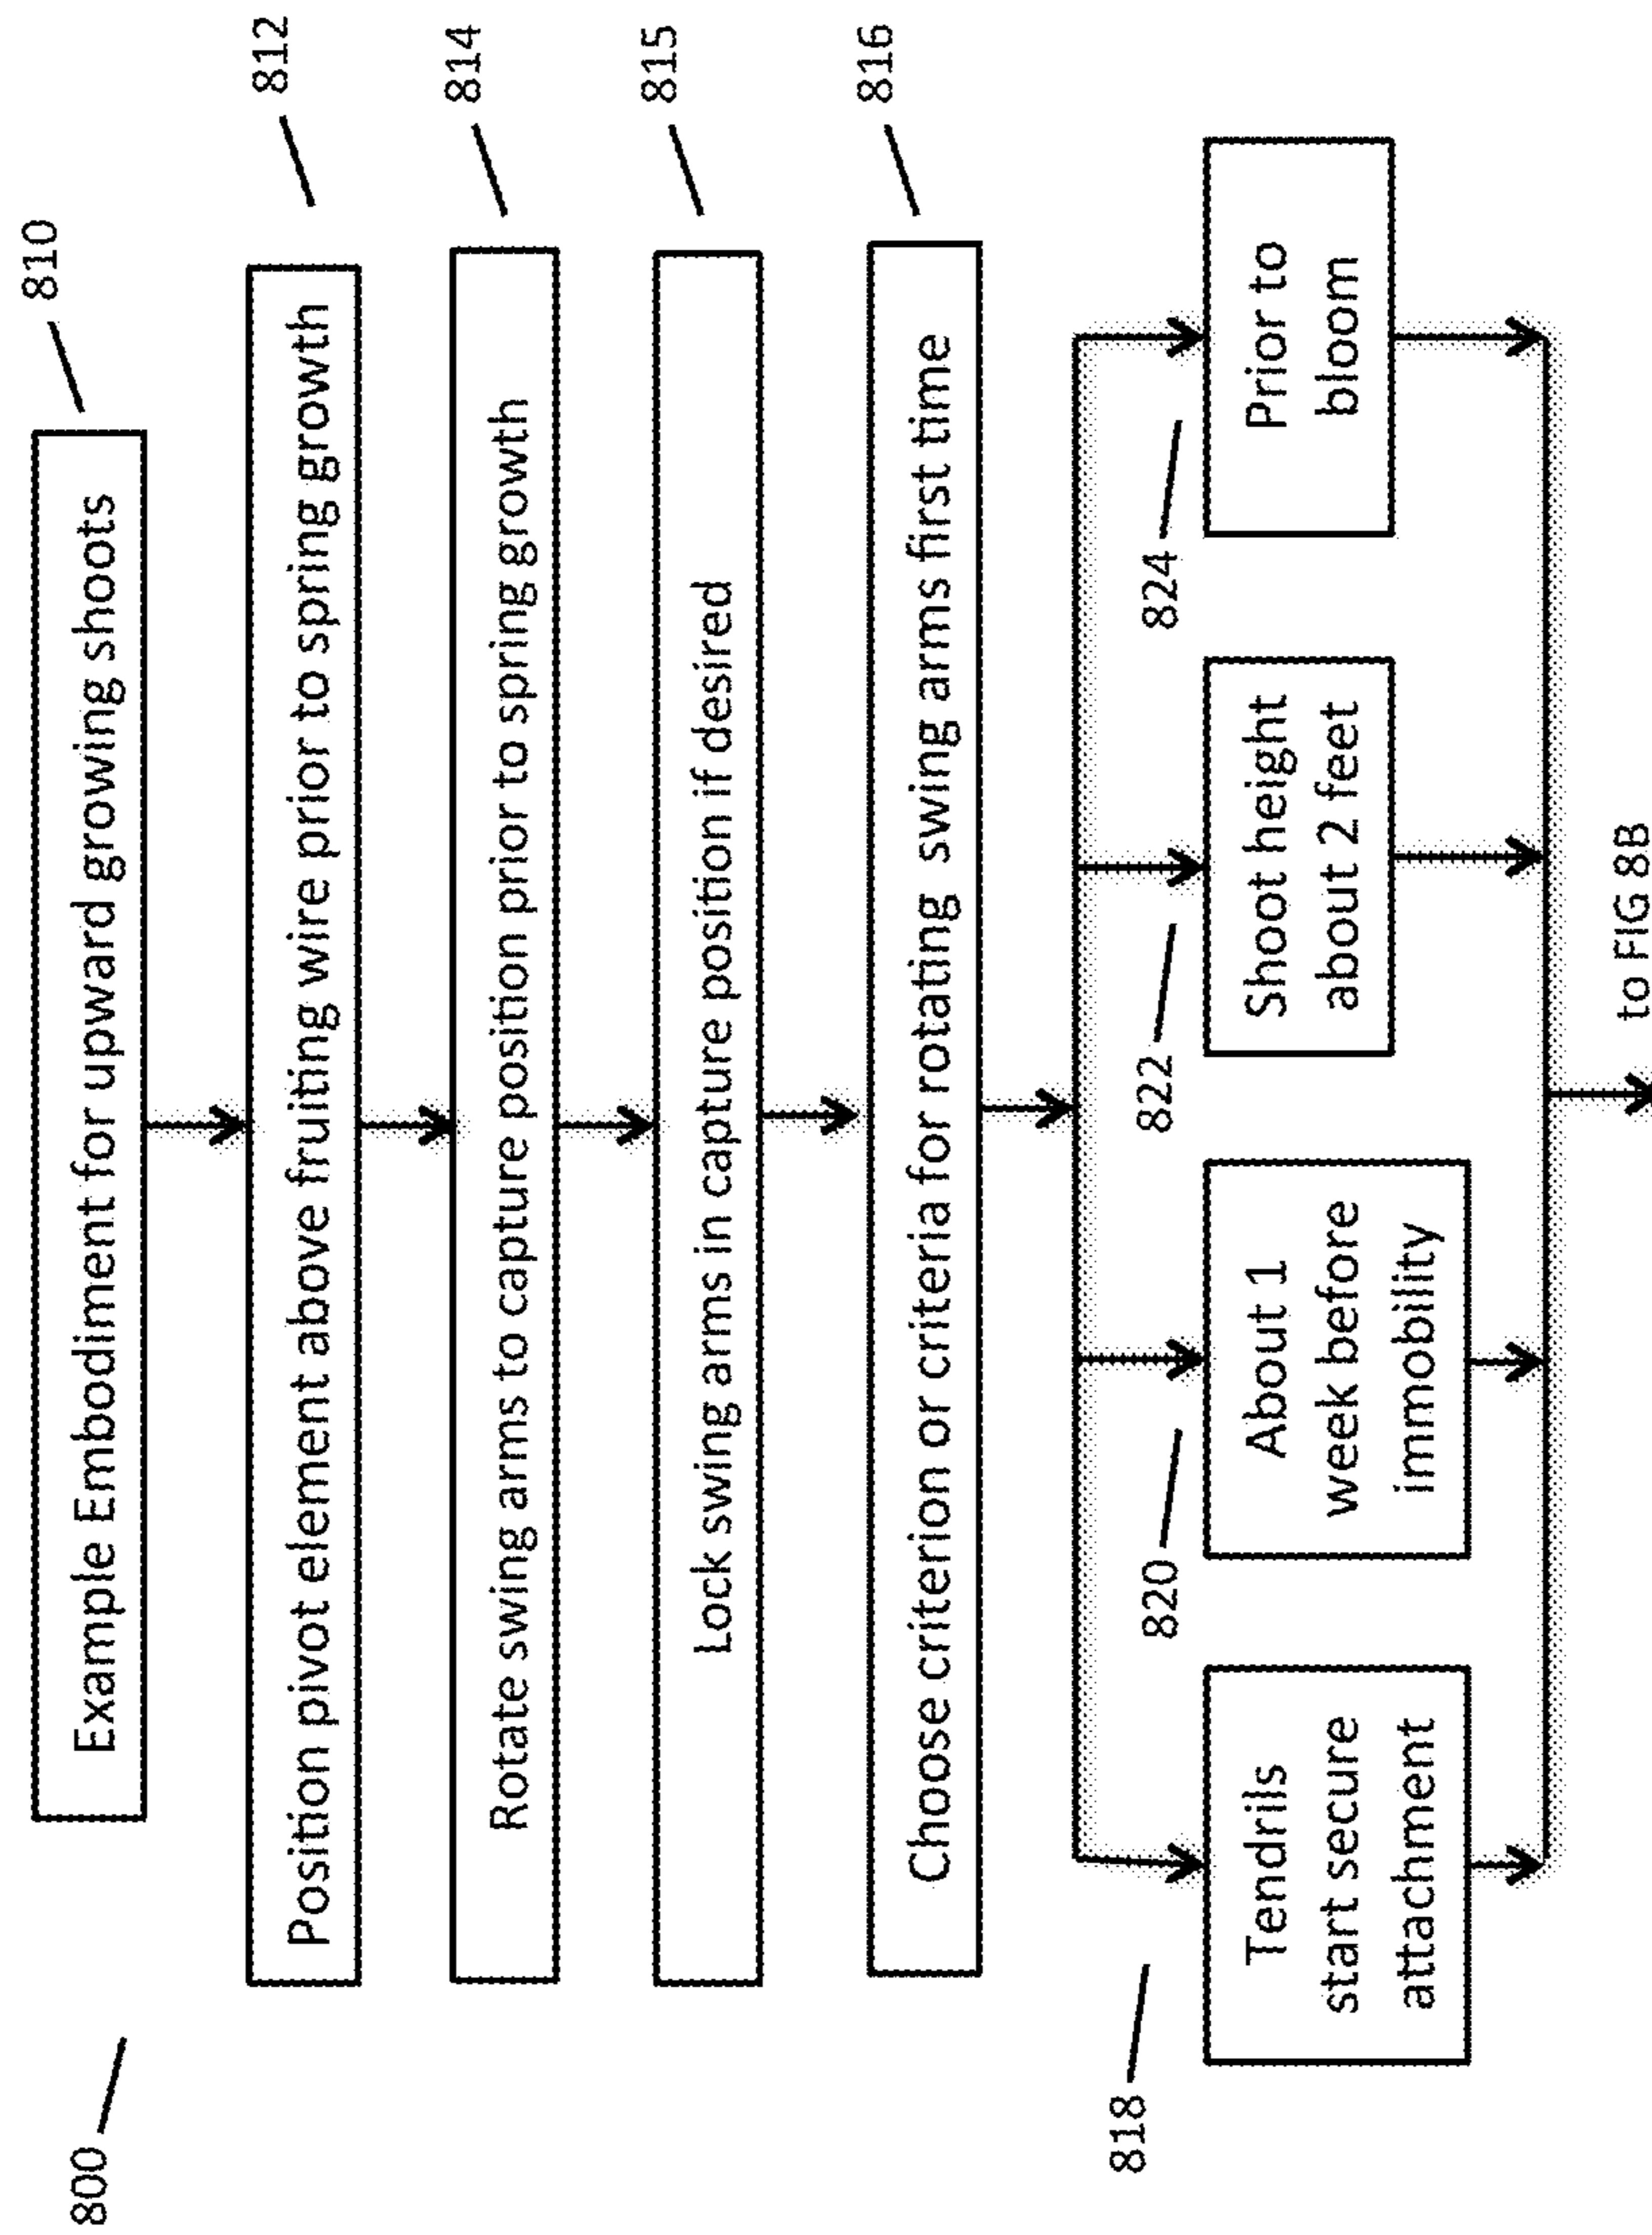 800
810
Example Embodiment for upward growing shoots
812
Position pivot element above fruiting wire prior to spring growth
814
Rotate swing arms to capture position prior to spring growth
815
Lock swing arms in capture position if desired
816
Choose criterion or criteria for rotating swing arms first time
818
Tendrils
start secure
attachment
820
About 1
week before
immobility
822
Shoot height
about 2 feet
824
Prior to
bloom
to FIG 8B